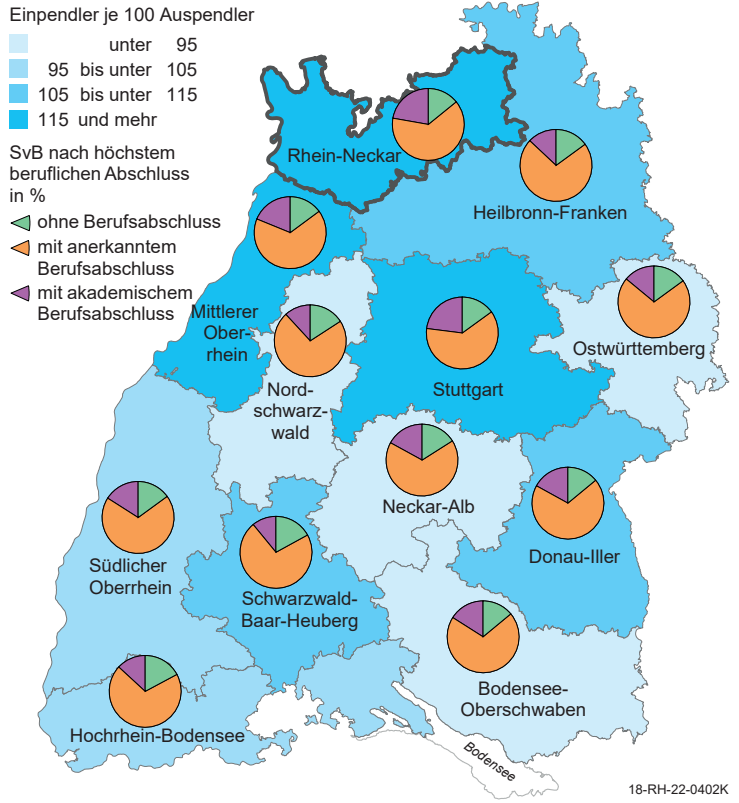 Einpendler je 100 Auspendler
unter 95
95 bis unter 105
105 bis unter 115
115 und mehr
SvB nach höchstem
beruflichen Abschluss
in %
ohne Berufsabschluss
mit anerkanntem
Berufsabschluss
mit akademischem
Berufsabschluss
Rhein-Neckar
Heilbronn-Franken
Mittlerer
Ober-
rhein
Ostwürttemberg
Nord-
schwarz-
wald
Stuttgart
Neckar-Alb
Donau-Iller
Südlicher
Oberrhein
Schwarzwald-
Baar-Heuberg
Bodensee-
Oberschwaben
Hochrhein-Bodensee
Bodensee
18-RH-22-0402K